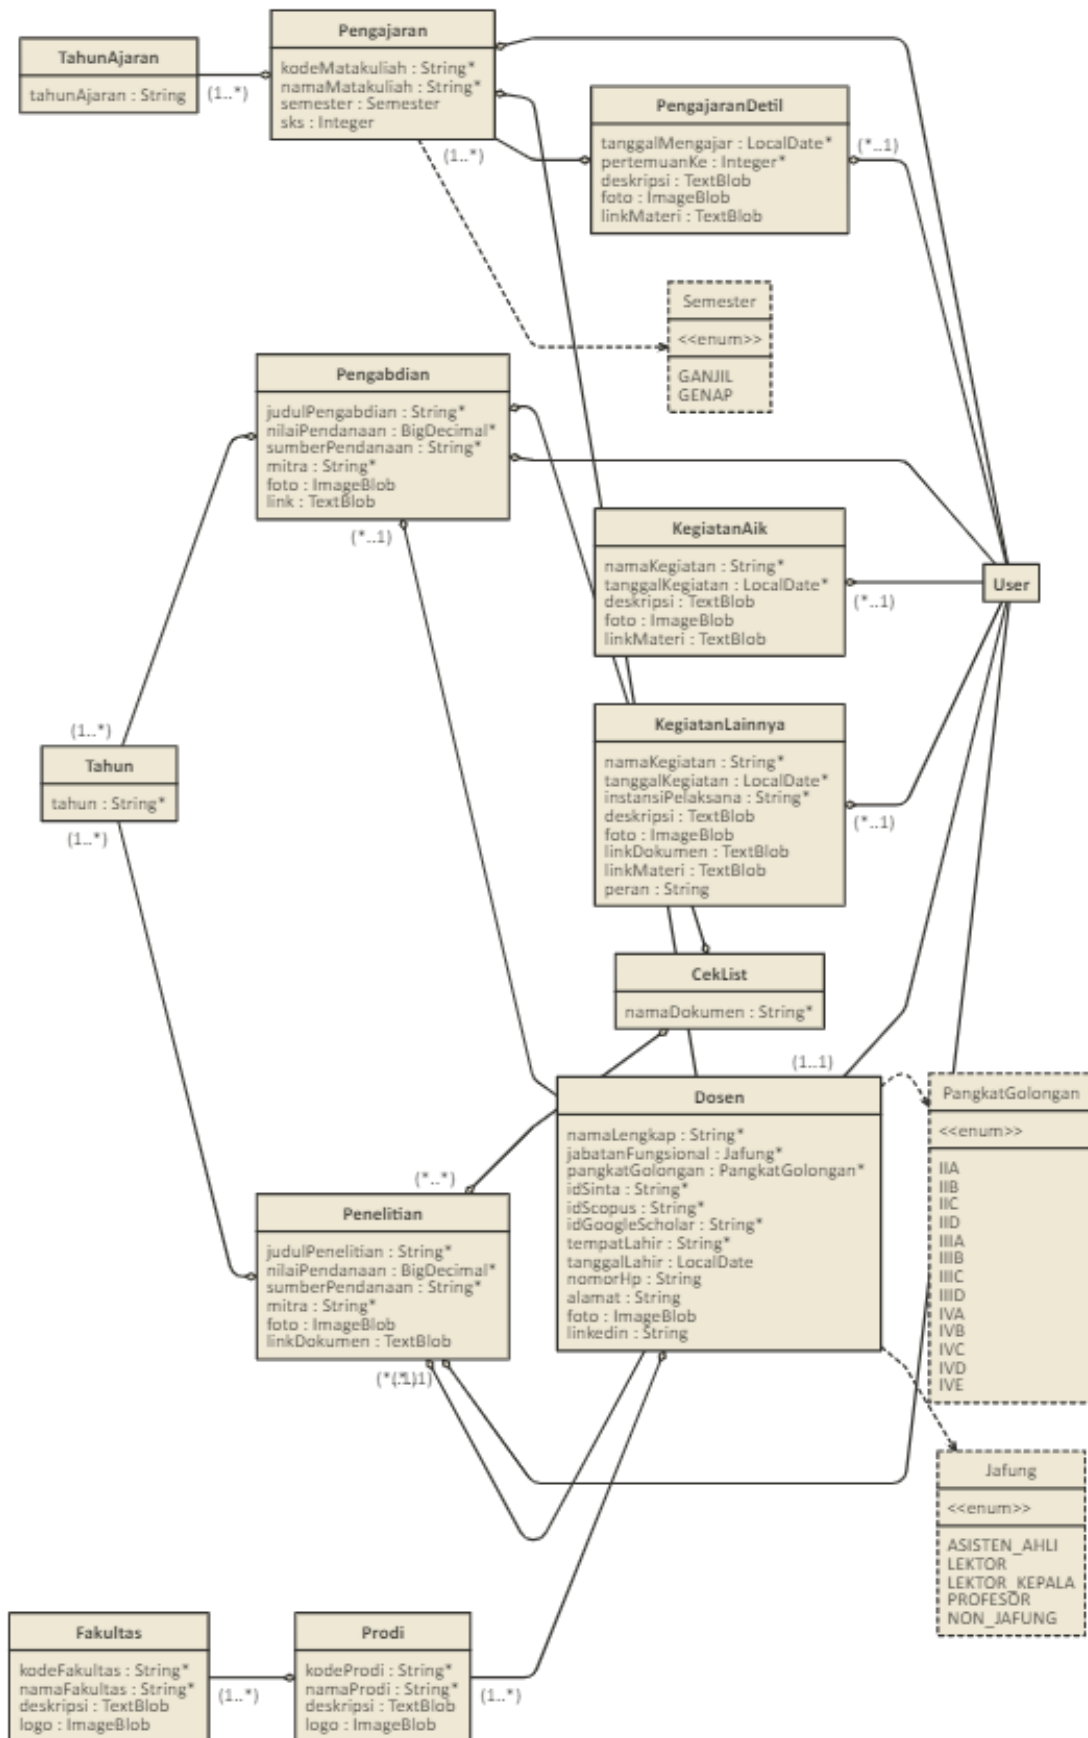 Pengajaran
kodeMatakuliah : String*
namaMatakuliah : String*
semester : Semester
sks : Integer
TahunAjaran
tahunAjaran : String
(1..*)
(1..*)
PengajaranDetil
tanggalMengajar : LocalDate*
pertemuanKe : Integer*
deskripsi : TextBlob
foto : ImageBlob
linkMateri : TextBlob
(*..1)
Semester
<<enum>>
GANJIL
GENAP
Pengabdian
judulPengabdian : String*
nilaiPendanaan : BigDecimal*
sumberPendanaan : String*
mitra : String*
foto : ImageBlob
link : TextBlob
(*..1)
KegiatanAik
namaKegiatan : String*
tanggalKegiatan : LocalDate*
deskripsi : TextBlob
foto : ImageBlob
linkMateri : TextBlob
(*..1)
User
(1..*)
Tahun
tahun : String*
(1..*)
KegiatanLainnya
namaKegiatan : String*
tanggalKegiatan : LocalDate*
instansiPelaksana : String*
deskripsi : TextBlob
foto : ImageBlob
linkDokumen : TextBlob
linkMateri : TextBlob
peran : String
(*..1)
CekList
namaDokumen : String*
(1..1)
Dosen
namaLengkap : String*
jabatanFungsional : Jafung*
pangkatGolongan : PangkatGolongan*
idSinta : String*
idScopus : String*
idGoogleScholar : String*
tempatLahir : String*
tanggalLahir : LocalDate
nomorHp : String
alamat : String
foto : ImageBlob
linkedin : String
PangkatGolongan
<<enum>>
IIA
IIB
IIC
IID
IIIA
IIIB
IIIC
IIID
IVA
IVB
IVC
IVD
IVE
(*..*)
Penelitian
judulPenelitian : String*
nilaiPendanaan : BigDecimal*
sumberPendanaan : String*
mitra : String*
foto : ImageBlob
linkDokumen : TextBlob
Jafung
<<enum>>
ASISTEN_AHLI
LEKTOR
LEKTOR_KEPALA
PROFESOR
NON_JAFUNG
Fakultas
kodeFakultas : String*
namaFakultas : String*
deskripsi : TextBlob
logo : ImageBlob
(1..*)
Prodi
kodeProdi : String*
namaProdi : String*
deskripsi : TextBlob
logo : ImageBlob
(1..*)